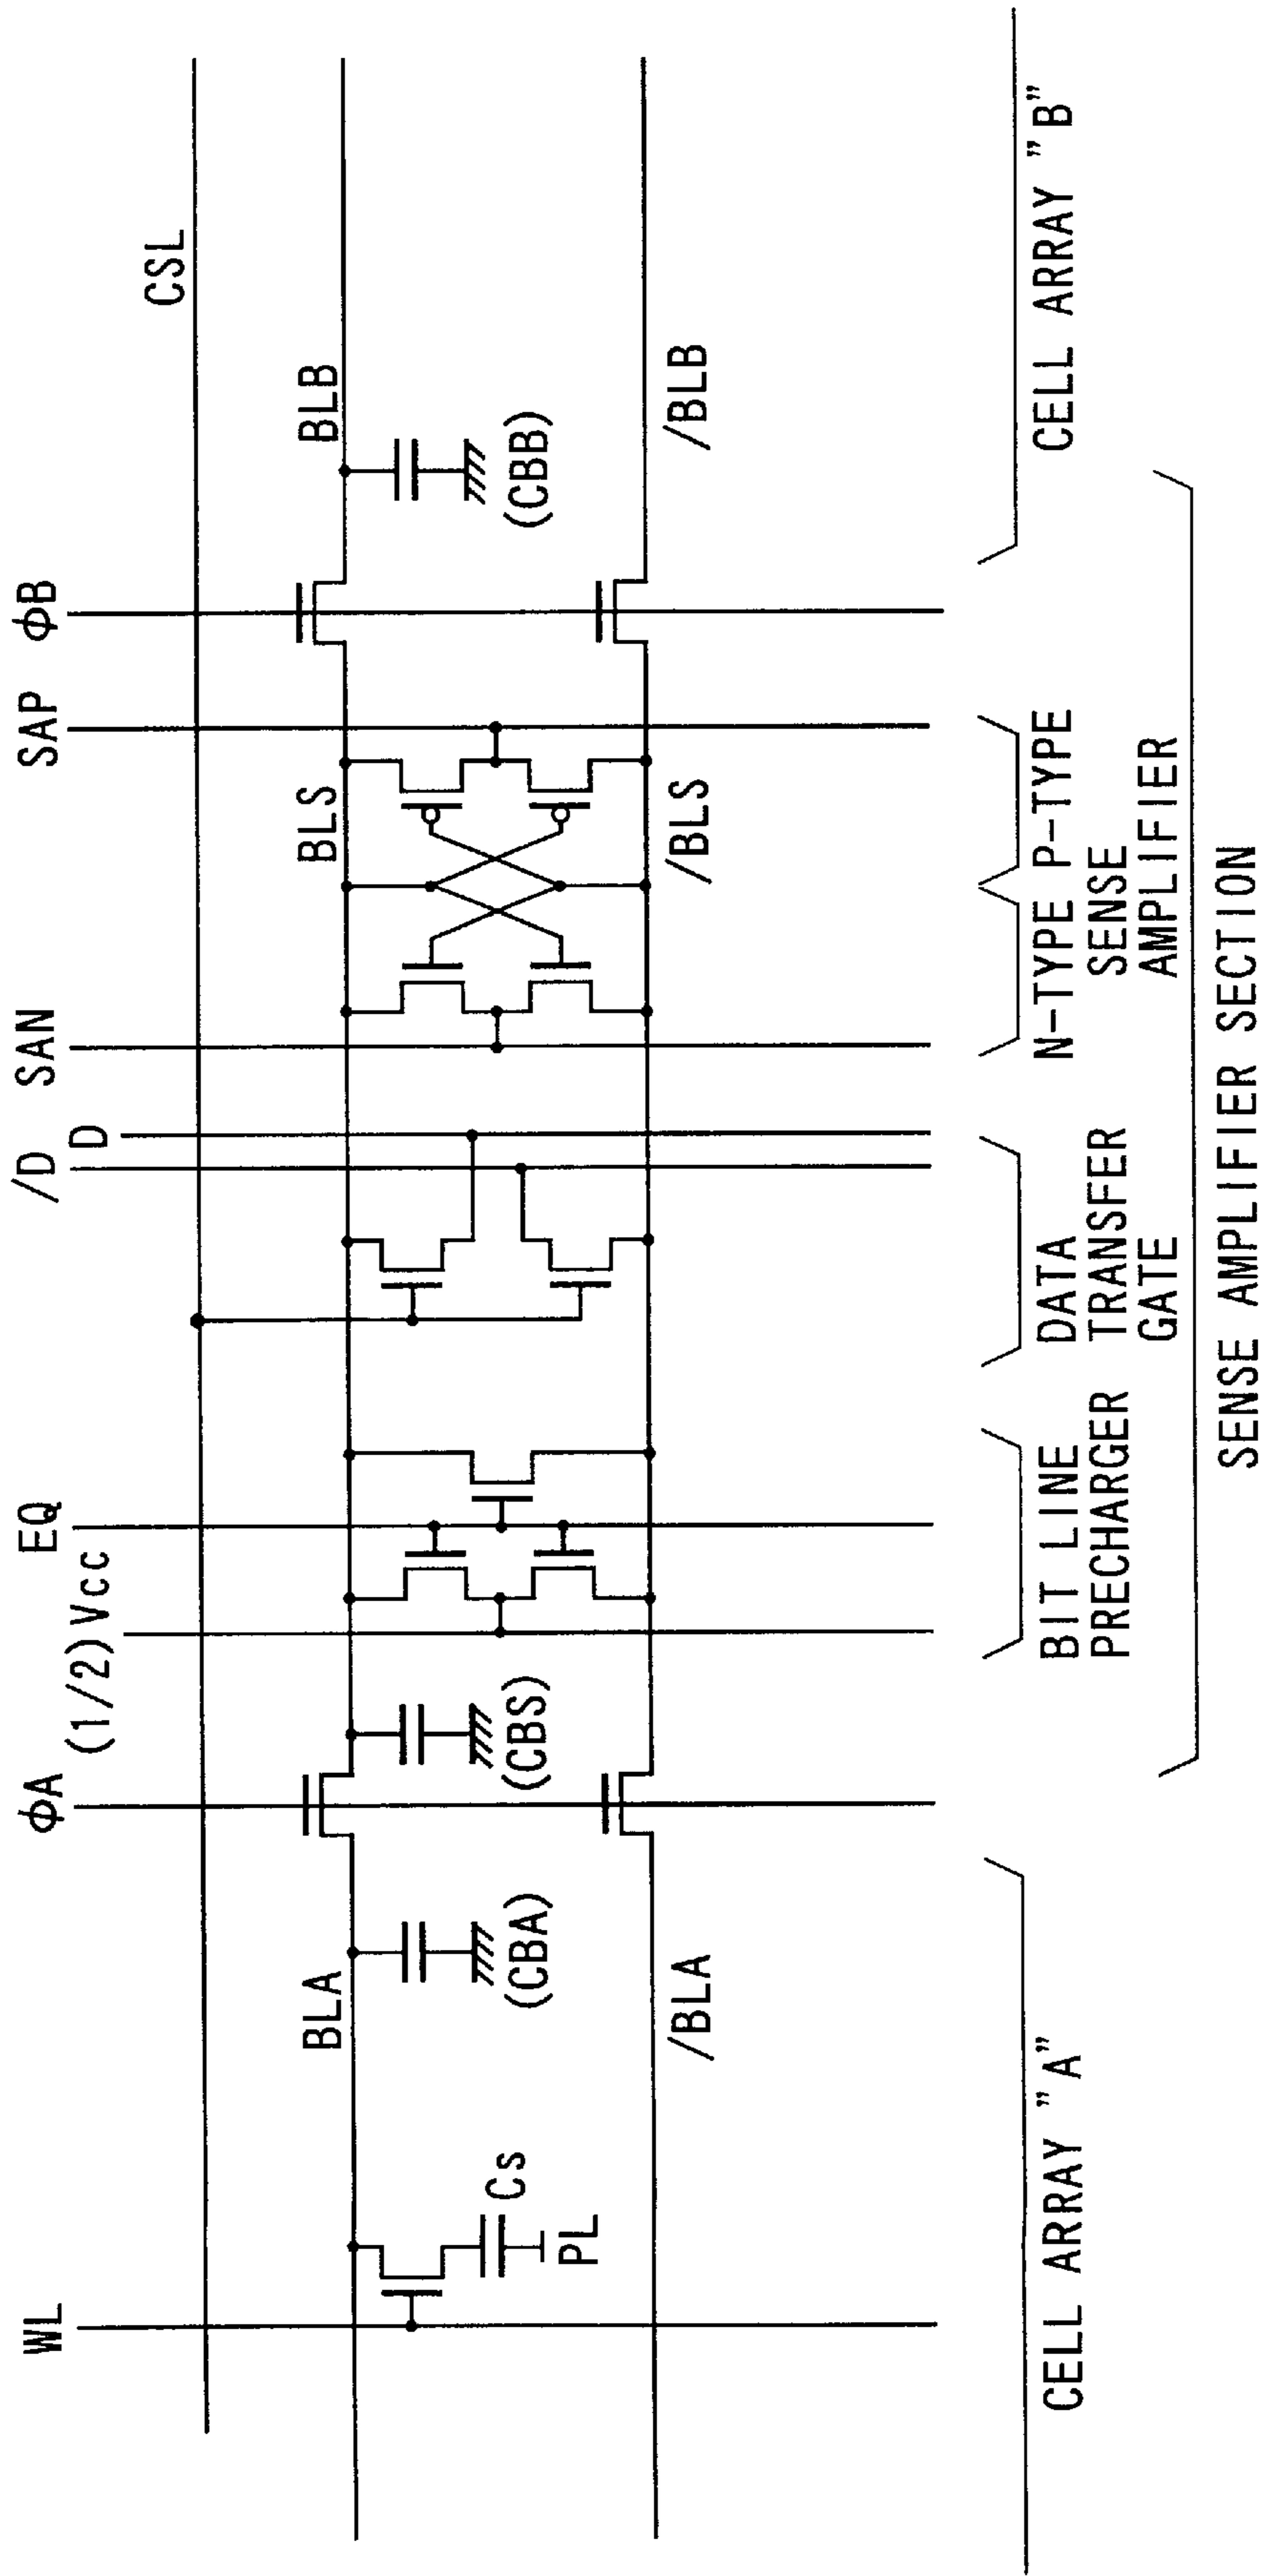 WL
φA
(1/2) Vcc
EQ
/D
D
SAN
SAP
φB
CSL
BLA
BLS
BLB
Cs
PL
(CBA)
(CBS)
(CBB)
/BLA
/BLS
/BLB
CELL ARRAY "A"
BIT LINE
PRECHARGER
DATA
TRANSFER
GATE
N-TYPE P-TYPE
SENSE
AMPLIFIER
CELL ARRAY "B"
SENSE AMPLIFIER SECTION